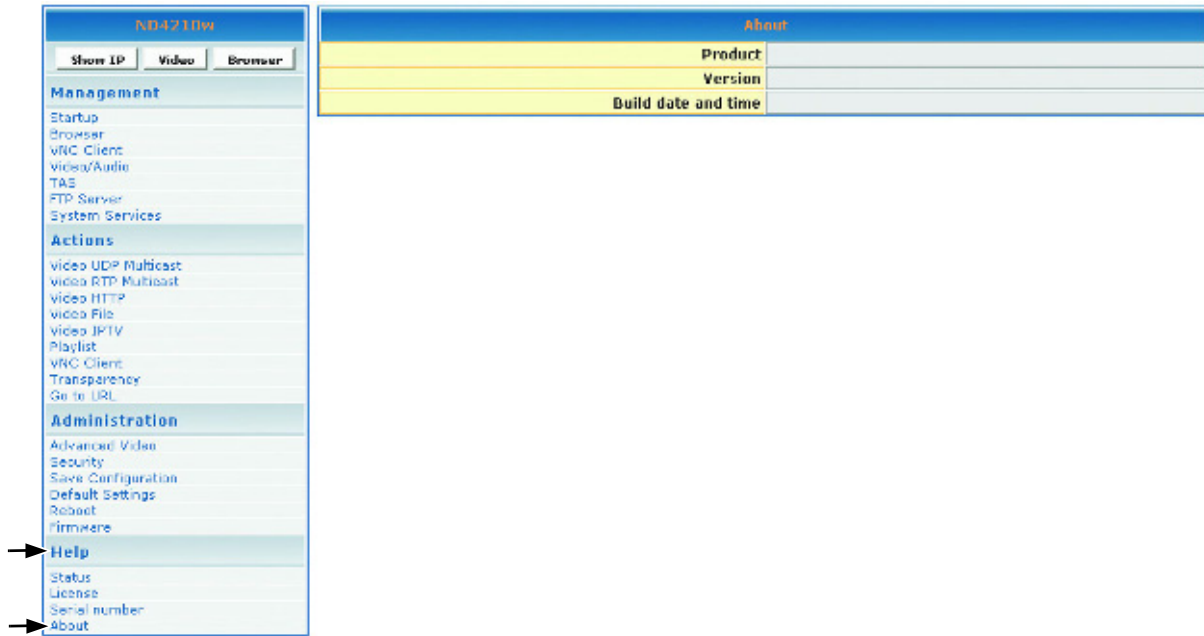 ND4210w
Show IP Video Browser
Management
Startup
Browser
VNC Client
Video/Audio
TAS
FTP Server
System Services
Actions
Video UDP Multicast
Video RTP Multicast
Video HTTP
Video File
Video IPTV
Playlist
VNC Client
Transparency
Go to URL
Administration
Advanced Video
Security
Save Configuration
Default Settings
Reboot
Firmware
Help
Status
License
Serial number
About
About
Product
Version
Build date and time